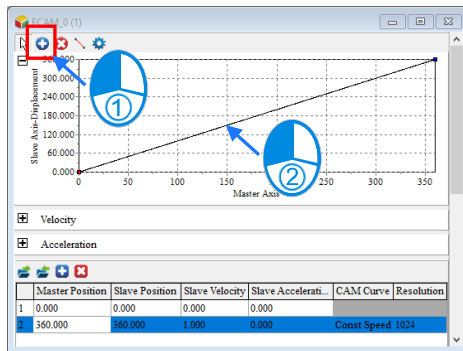 ECAM_0 (1)
360.000
300.000
240.000
180.000
120.000
60.000
0.000
Slave Axis-Displacement
0 50 100 150 250 300 350
Master Axis
①
②
Velocity
Acceleration
Master Position Slave Position Slave Velocity Slave Accelerati... CAM Curve Resolution
1 0.000 0.000 0.000 0.000
2 360.000 360.000 1.000 0.000 Const Speed 1024